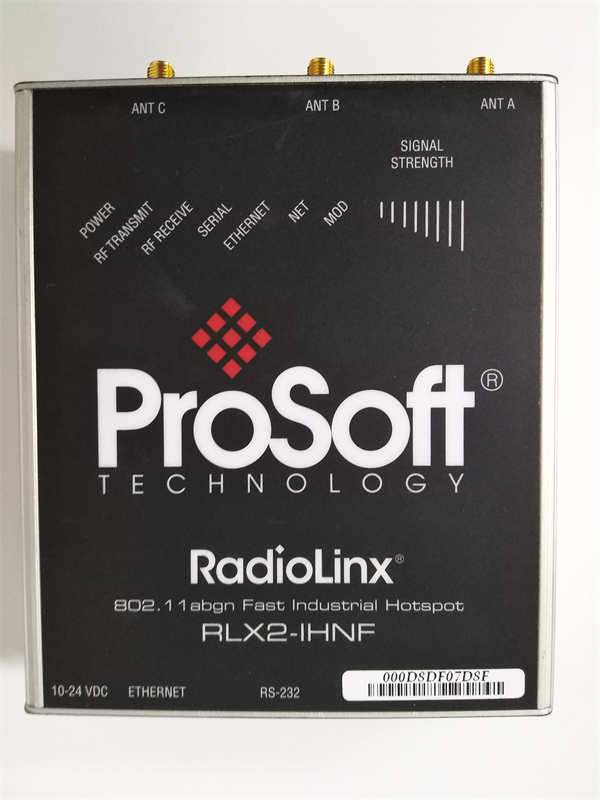 ANT C
ANT B
ANT A
SIGNAL
STRENGTH
POWER
RF TRANSMIT
RF RECEIVE
SERIAL
ETHERNET
NET
MOD
ProSoft®
TECHNOLOGY
RadioLinx®
802.11abgn Fast Industrial Hotspot
RLX2-IHNF
10-24 VDC
ETHERNET
RS-232
000DSDF07DSF